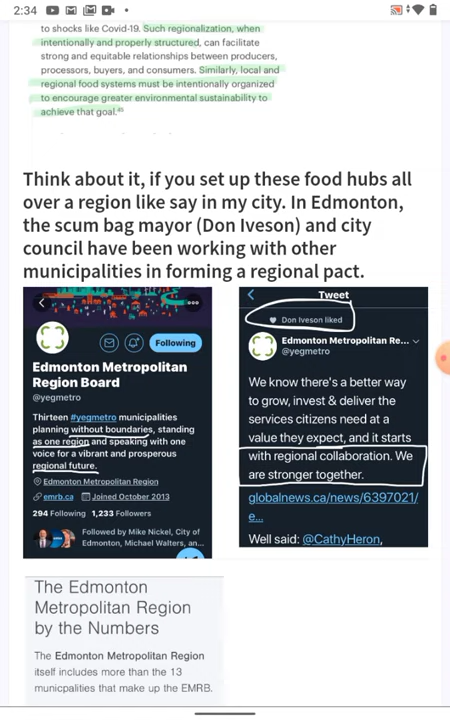 2:34
to shocks like Covid-19. Such regionalization, when
intentionally and properly structured, can facilitate
strong and equitable relationships between producers,
processors, buyers, and consumers. Similarly, local and
regional food systems must be intentionally organized
to encourage greater environmental sustainability to
achieve that goal.
Think about it, if you set up these food hubs all
over a region like say in my city. In Edmonton,
the scum bag mayor (Don Iveson) and city
council have been working with other
municipalities in forming a regional pact.
Following
Edmonton Metropolitan
Region Board
@yegmetro
Thirteen #yegmetro municipalities
planning without boundaries, standing
as one region and speaking with one
voice for a vibrant and prosperous
regional future.
Edmonton Metropolitan Region
emrb.ca Joined October 2013
294 Following 1,233 Followers
Followed by Mike Nickel, City of
Edmonton, Michael Walters, an...
Tweet
Don Iveson liked
Edmonton Metropolitan Re...
@yegmetro
We know there's a better way
to grow, invest & deliver the
services citizens need at a
value they expect, and it starts
with regional collaboration. We
are stronger together.
globalnews.ca/news/6397021/
e...
Well said: @CathyHeron,
The Edmonton
Metropolitan Region
by the Numbers
The Edmonton Metropolitan Region
itself includes more than the 13
municpalities that make up the EMRB.